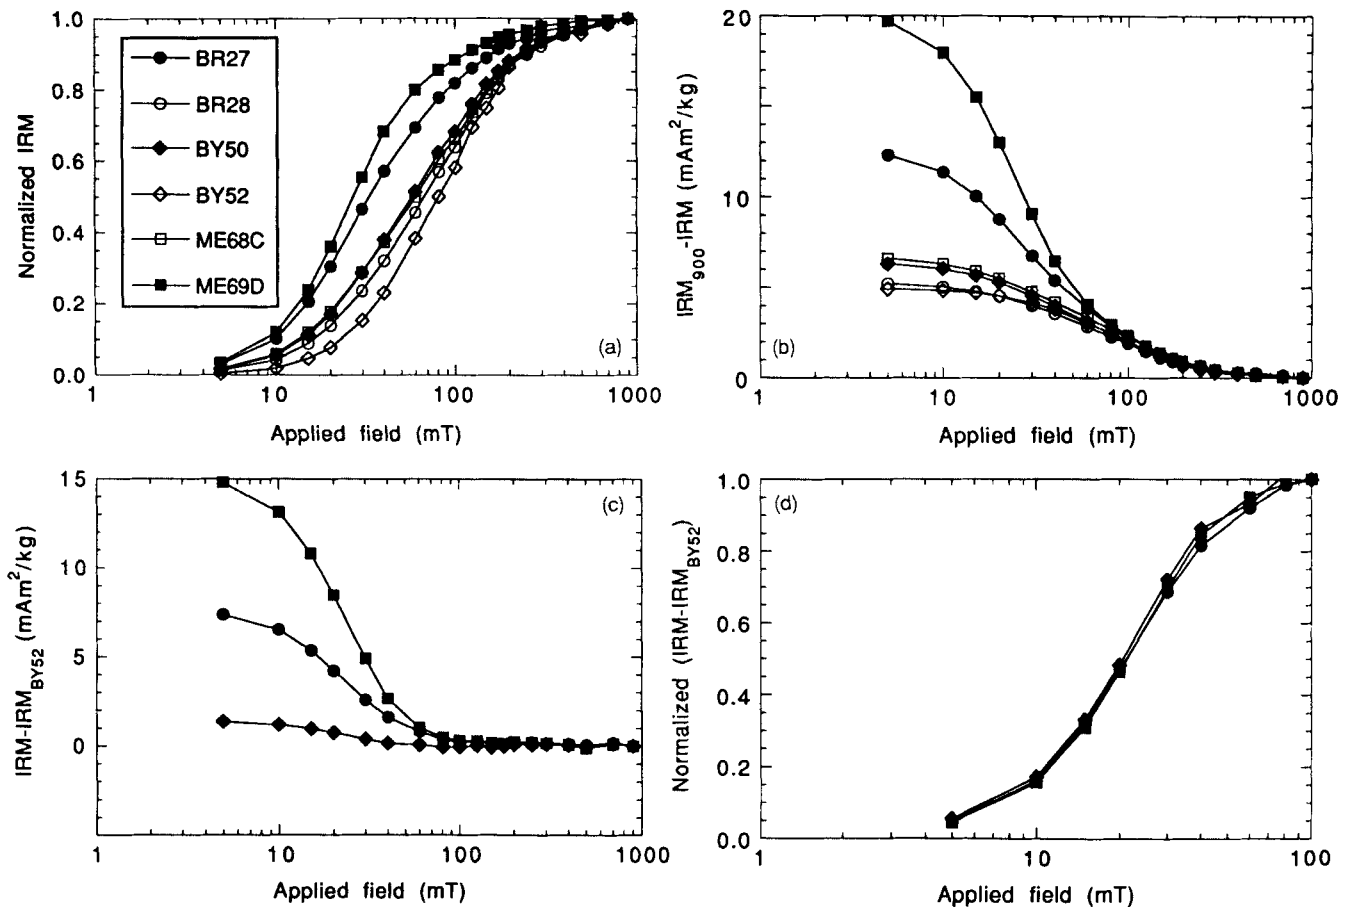 1.0
0.8
0.6
0.4
0.2
0.0
Normalized IRM
BR27
BR28
BY50
BY52
ME68C
ME69D
(a)
1 10 100 1000
Applied field (mT)
20
10
0
IRM900-IRM (mAm2/kg)
(b)
1 10 100 1000
Applied field (mT)
15
10
5
0
IRM-IRMBY52 (mAm2/kg)
(c)
1 10 100 1000
Applied field (mT)
1.0
0.8
0.6
0.4
0.2
0.0
Normalized (IRM-IRMBY52)
(d)
1 10 100
Applied field (mT)